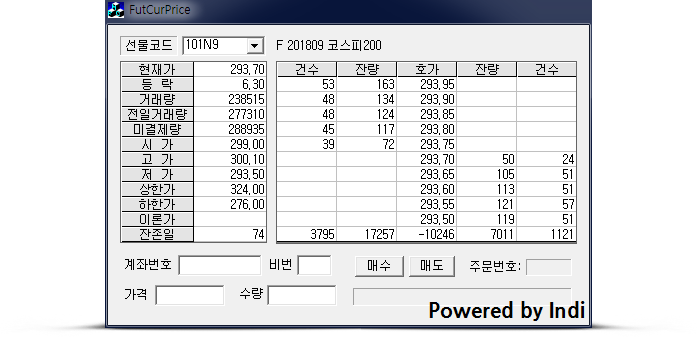 FutCurPrice
선물코드 101N9 F 201809 코스피200
현재가 293,70
등 락 6,30
거래량 238515
전일거래량 277310
미결제량 288935
시 가 299,00
고 가 300,10
저 가 293,50
상한가 324,00
하한가 276,00
이론가
잔존일 74
건수 잔량 호가 잔량 건수
53 163 293,95
48 134 293,90
48 124 293,85
45 117 293,80
39 72 293,75
293,70 50 24
293,65 105 51
293,60 113 51
293,55 121 57
293,50 119 51
3795 17257 -10246 7011 1121
계좌번호 비번 매수 매도 주문번호:
가격 수량
Powered by Indi